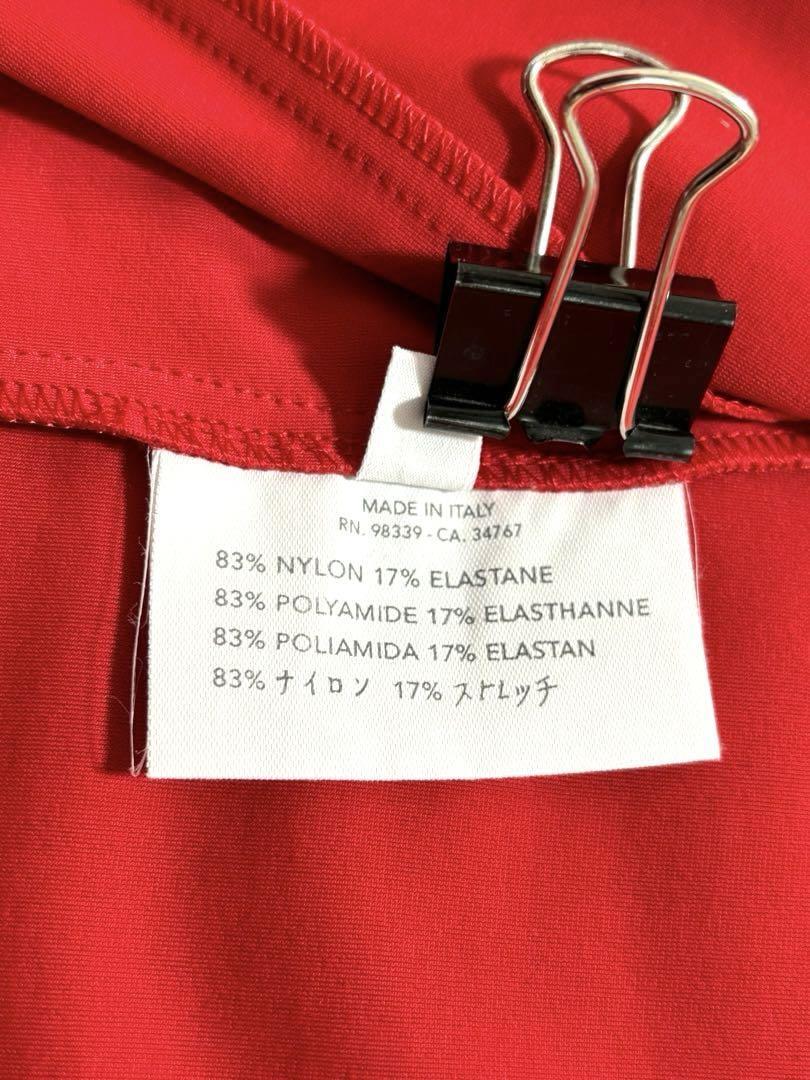 MADE IN ITALY
RN. 98339 - CA. 34767
83% NYLON 17% ELASTANE
83% POLYAMIDE 17% ELASTHANNE
83% POLIAMIDA 17% ELASTAN
83% ナイロン 17% ストレッチ